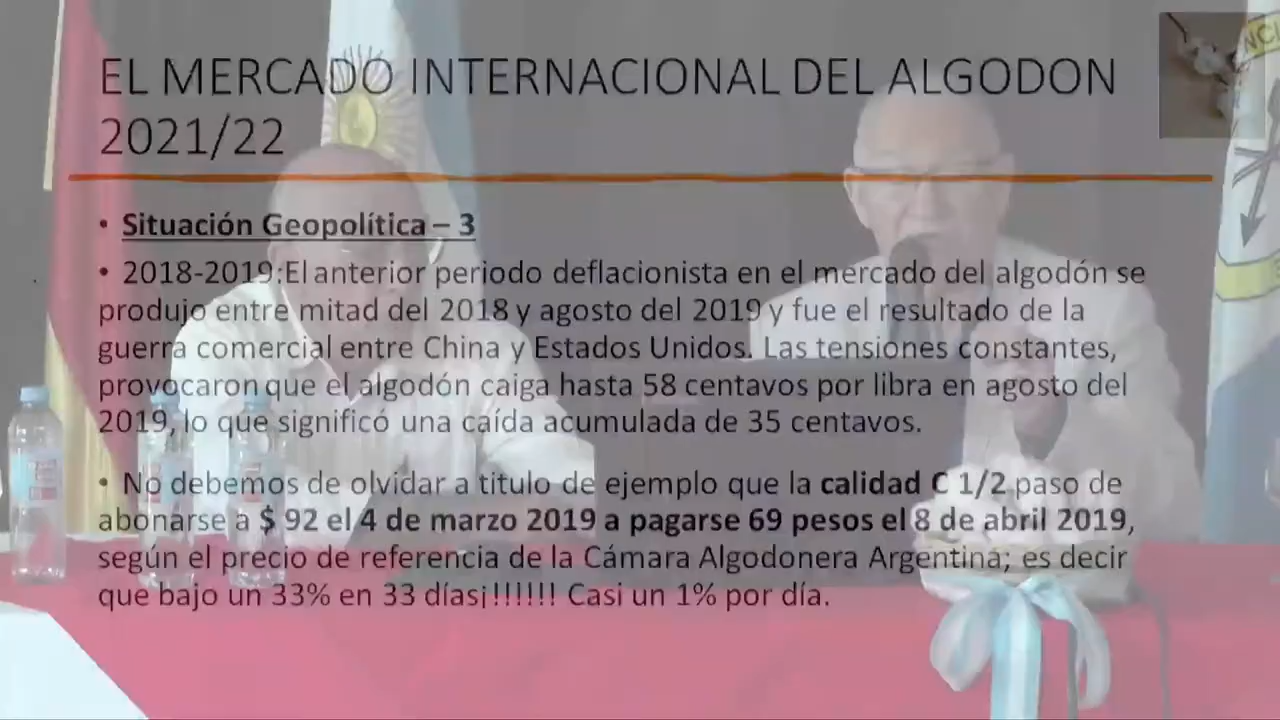 EL MERCADO INTERNACIONAL DEL ALGODON
2021/22
• Situación Geopolítica – 3
• 2018-2019:El anterior periodo deflacionista en el mercado del algodón se
produjo entre mitad del 2018 y agosto del 2019 y fue el resultado de la
guerra comercial entre China y Estados Unidos. Las tensiones constantes,
provocaron que el algodón caiga hasta 58 centavos por libra en agosto del
2019, lo que significó una caída acumulada de 35 centavos.
• No debemos de olvidar a titulo de ejemplo que la calidad C 1/2 paso de
abonarse a $ 92 el 4 de marzo 2019 a pagarse 69 pesos el 8 de abril 2019,
según el precio de referencia de la Cámara Algodonera Argentina; es decir
que bajo un 33% en 33 días¡!!!!!! Casi un 1% por día.